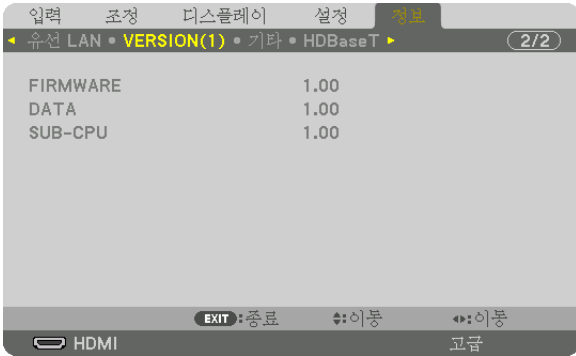 입력 조정 디스플레이 설정 정보
◀ 유선 LAN ● VERSION(1) ● 기타 ● HDBaseT ▶ 2/2
FIRMWARE 1.00
DATA 1.00
SUB-CPU 1.00
EXIT :종료 ◆:이동 ◀▶:이동
HDMI 고급